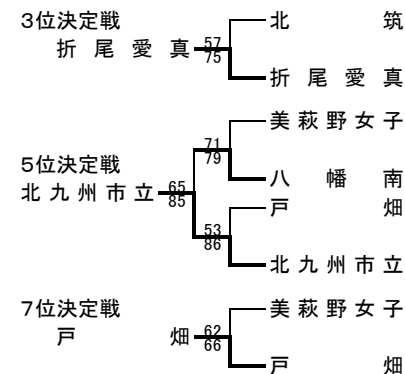 3位決定戦
北筑
折尾愛真
57
75
折尾愛真
美萩野女子
71
79
5位決定戦
八幡南
北九州市立
65
85
戸畑
53
86
北九州市立
7位決定戦
美萩野女子
戸畑
62
66
戸畑